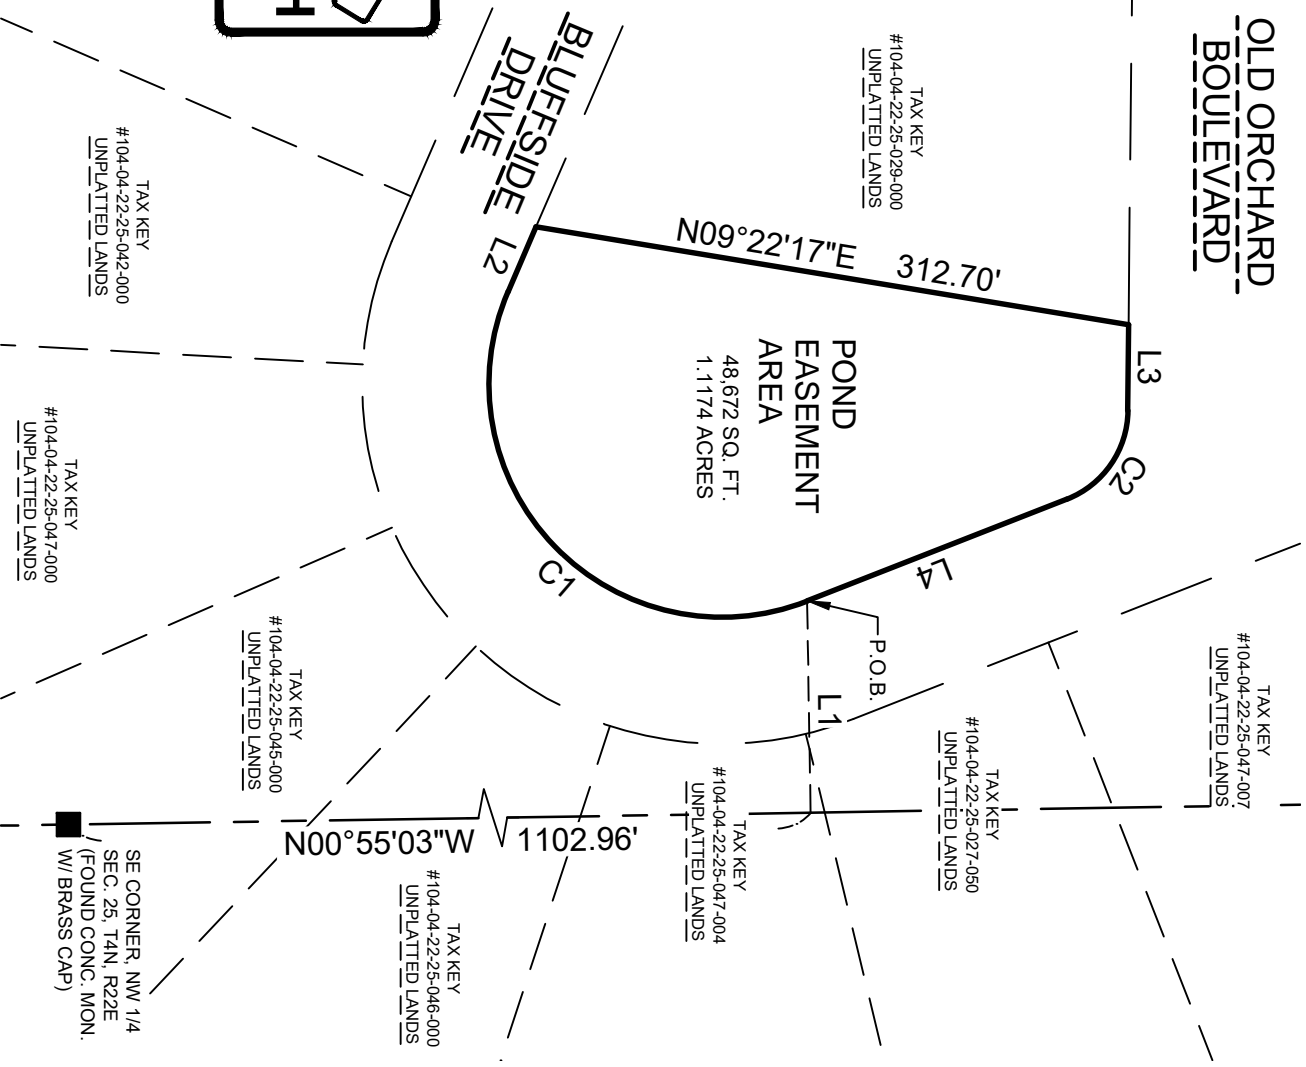 OLD ORCHARD
BOULEVARD
BLUFFSIDE
DRIVE
TAX KEY
#104-04-22-25-029-000
UNPLATTED LANDS
TAX KEY
#104-04-22-25-042-000
UNPLATTED LANDS
N09°22'17"E 312.70'
L2
L3
POND
EASEMENT
AREA
48,672 SQ. FT.
1.1174 ACRES
C2
C1
L4
P.O.B.
L1
TAX KEY
#104-04-22-25-047-000
UNPLATTED LANDS
TAX KEY
#104-04-22-25-045-000
UNPLATTED LANDS
TAX KEY
#104-04-22-25-047-007
UNPLATTED LANDS
TAX KEY
#104-04-22-25-027-050
UNPLATTED LANDS
TAX KEY
#104-04-22-25-047-004
UNPLATTED LANDS
N00°55'03"W 1102.96'
TAX KEY
#104-04-22-25-046-000
UNPLATTED LANDS
SE CORNER, NW 1/4
SEC. 25, T4N, R22E
(FOUND CONC. MON.
W/ BRASS CAP)
H